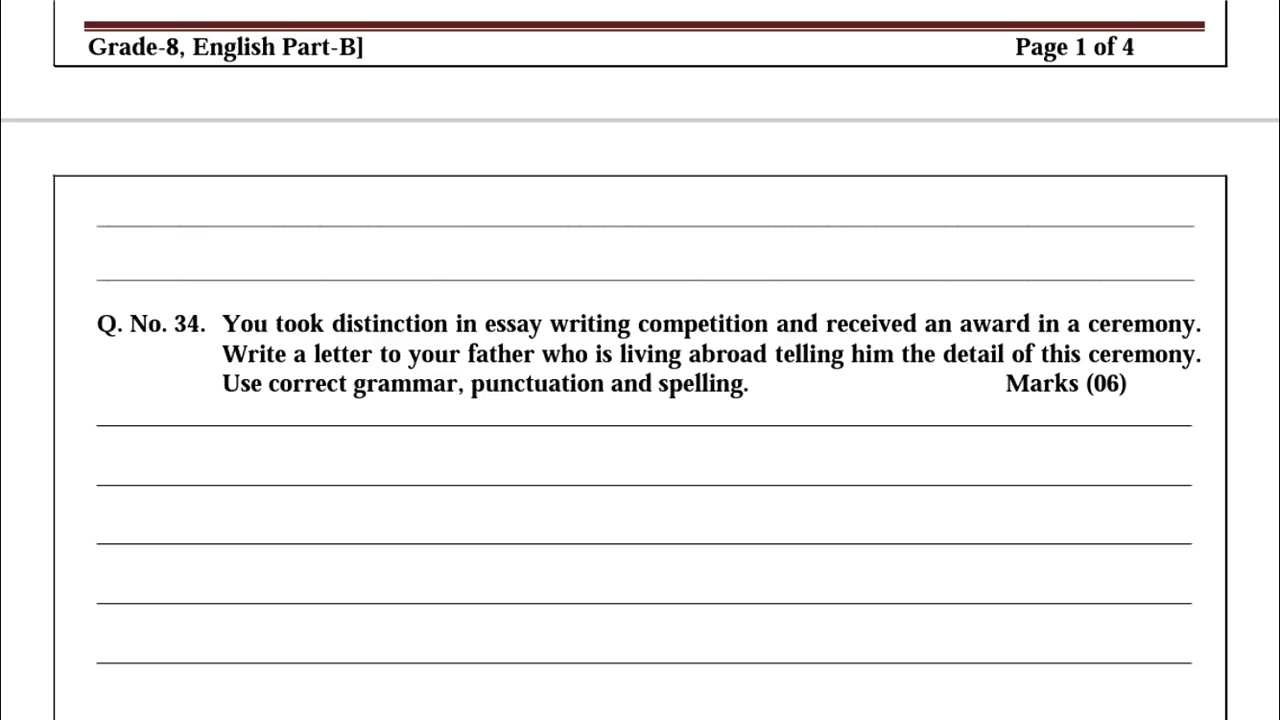 Grade-8, English Part-B] Page 1 of 4
Q. No. 34. You took distinction in essay writing competition and received an award in a ceremony.
Write a letter to your father who is living abroad telling him the detail of this ceremony.
Use correct grammar, punctuation and spelling. Marks (06)